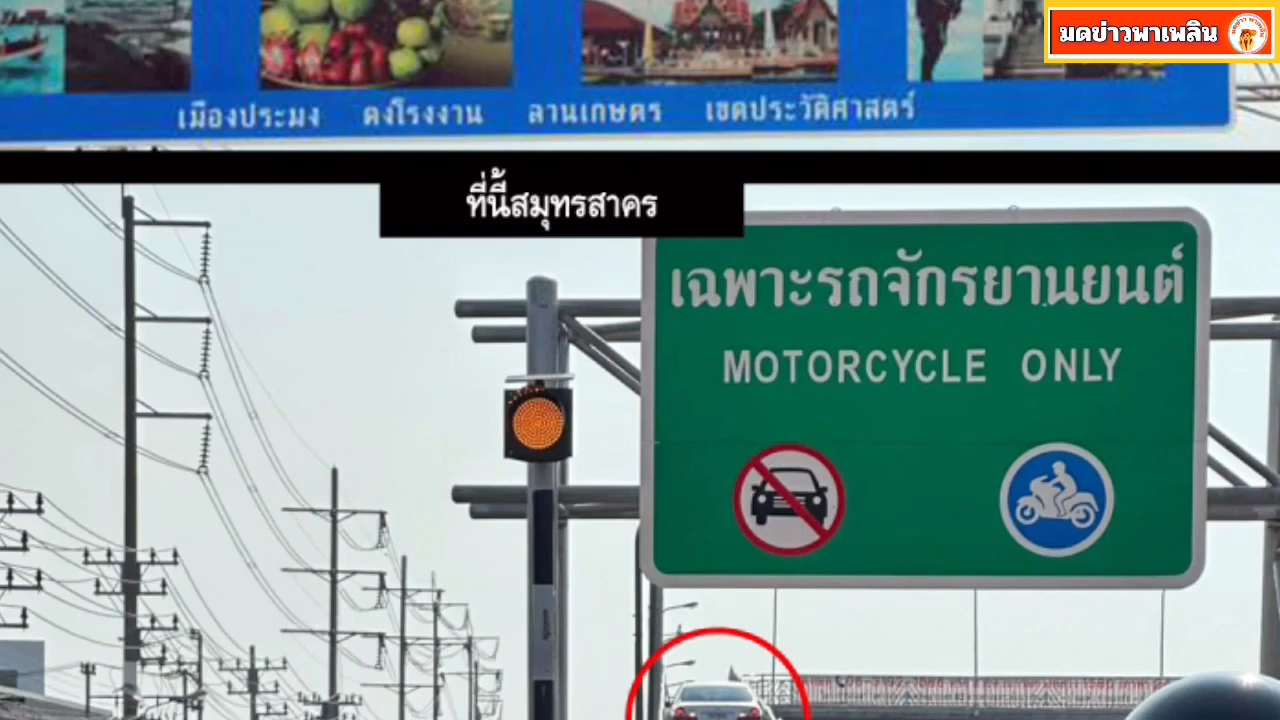 มดข่าวพาเพลิน
เมืองประมง ดงโรงงาน ลานเกษตร เขตประวัติศาสตร์
ที่นี้สมุทรสาคร
เฉพาะรถจักรยานยนต์
MOTORCYCLE ONLY